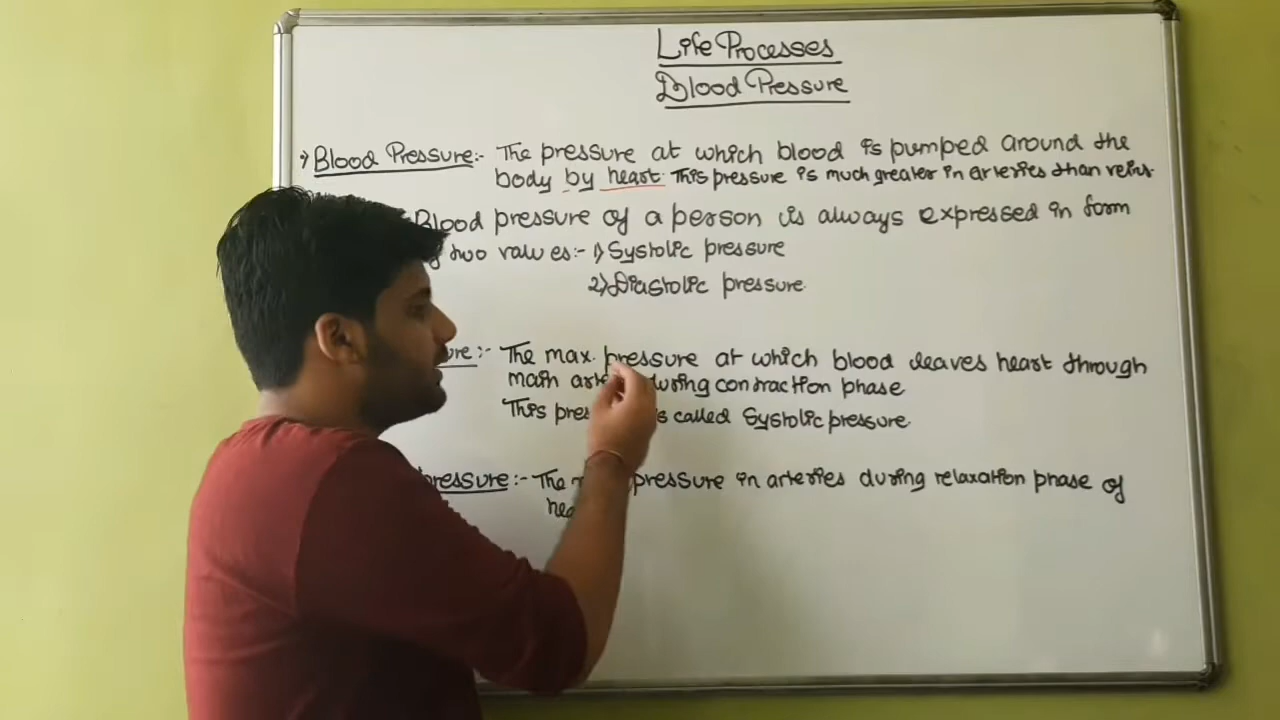 Life Processes
Blood Pressure
Blood Pressure:- The pressure at which blood is pumped around the
body by heart. This pressure is much greater in arteries than veins.
Blood pressure of a person is always expressed in form
two values:- 1) Systolic pressure
2) Diastolic pressure.
:- The max. pressure at which blood leaves heart through
main during contraction phase
This called Systolic pressure.
pressure:- The pressure in arteries during relaxation phase of